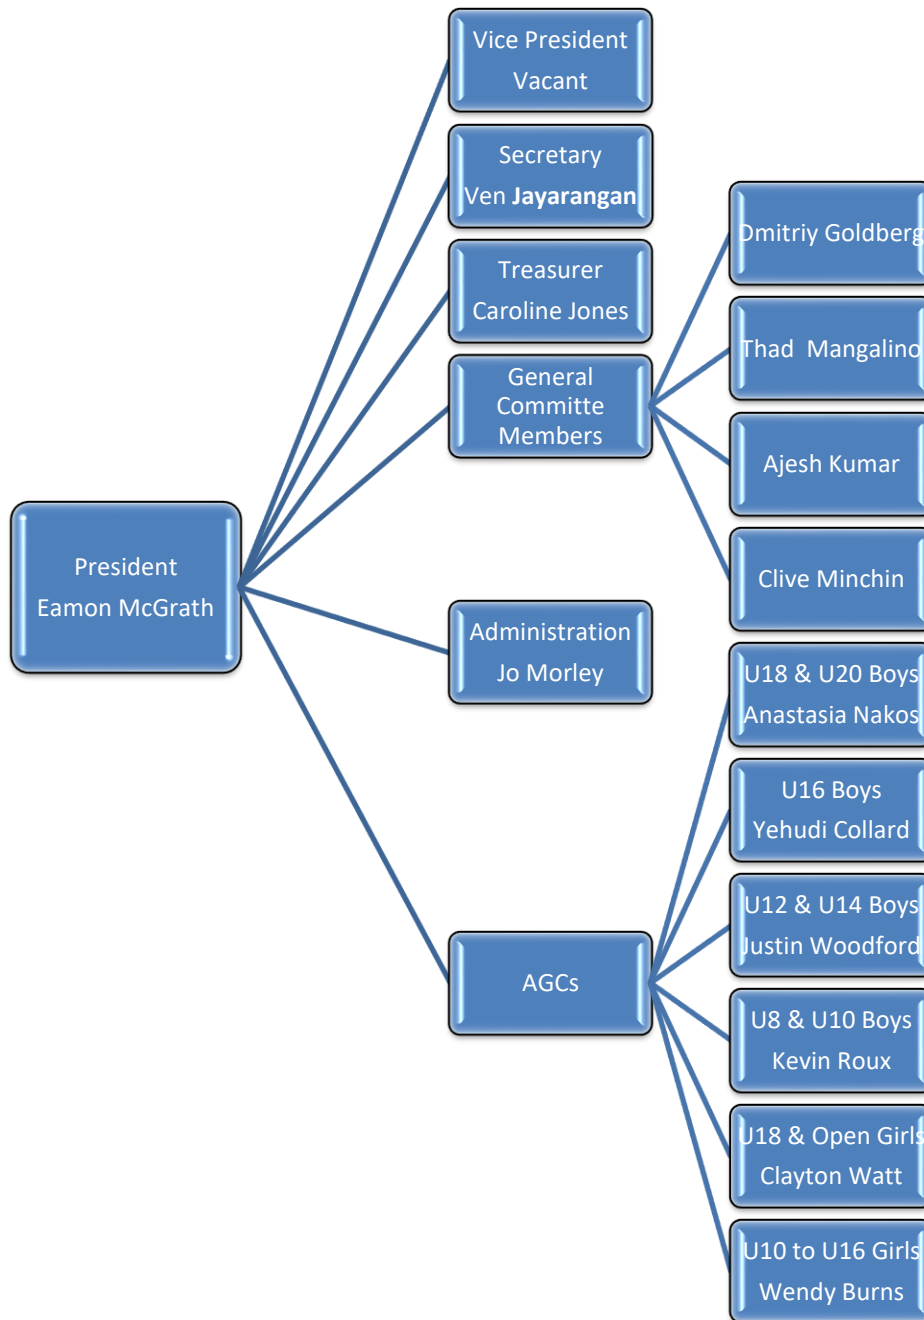 Vice President
Vacant
Secretary
Ven Jayarangan
Treasurer
Caroline Jones
General
Committe
Members
Dmitriy Goldberg
Thad  Mangalino
Ajesh Kumar
Clive Minchin
President
Eamon McGrath
Administration
Jo Morley
AGCs
U18 & U20 Boys
Anastasia Nakos
U16 Boys
Yehudi Collard
U12 & U14 Boys
Justin Woodford
U8 & U10 Boys
Kevin Roux
U18 & Open Girls
Clayton Watt
U10 to U16 Girls
Wendy Burns